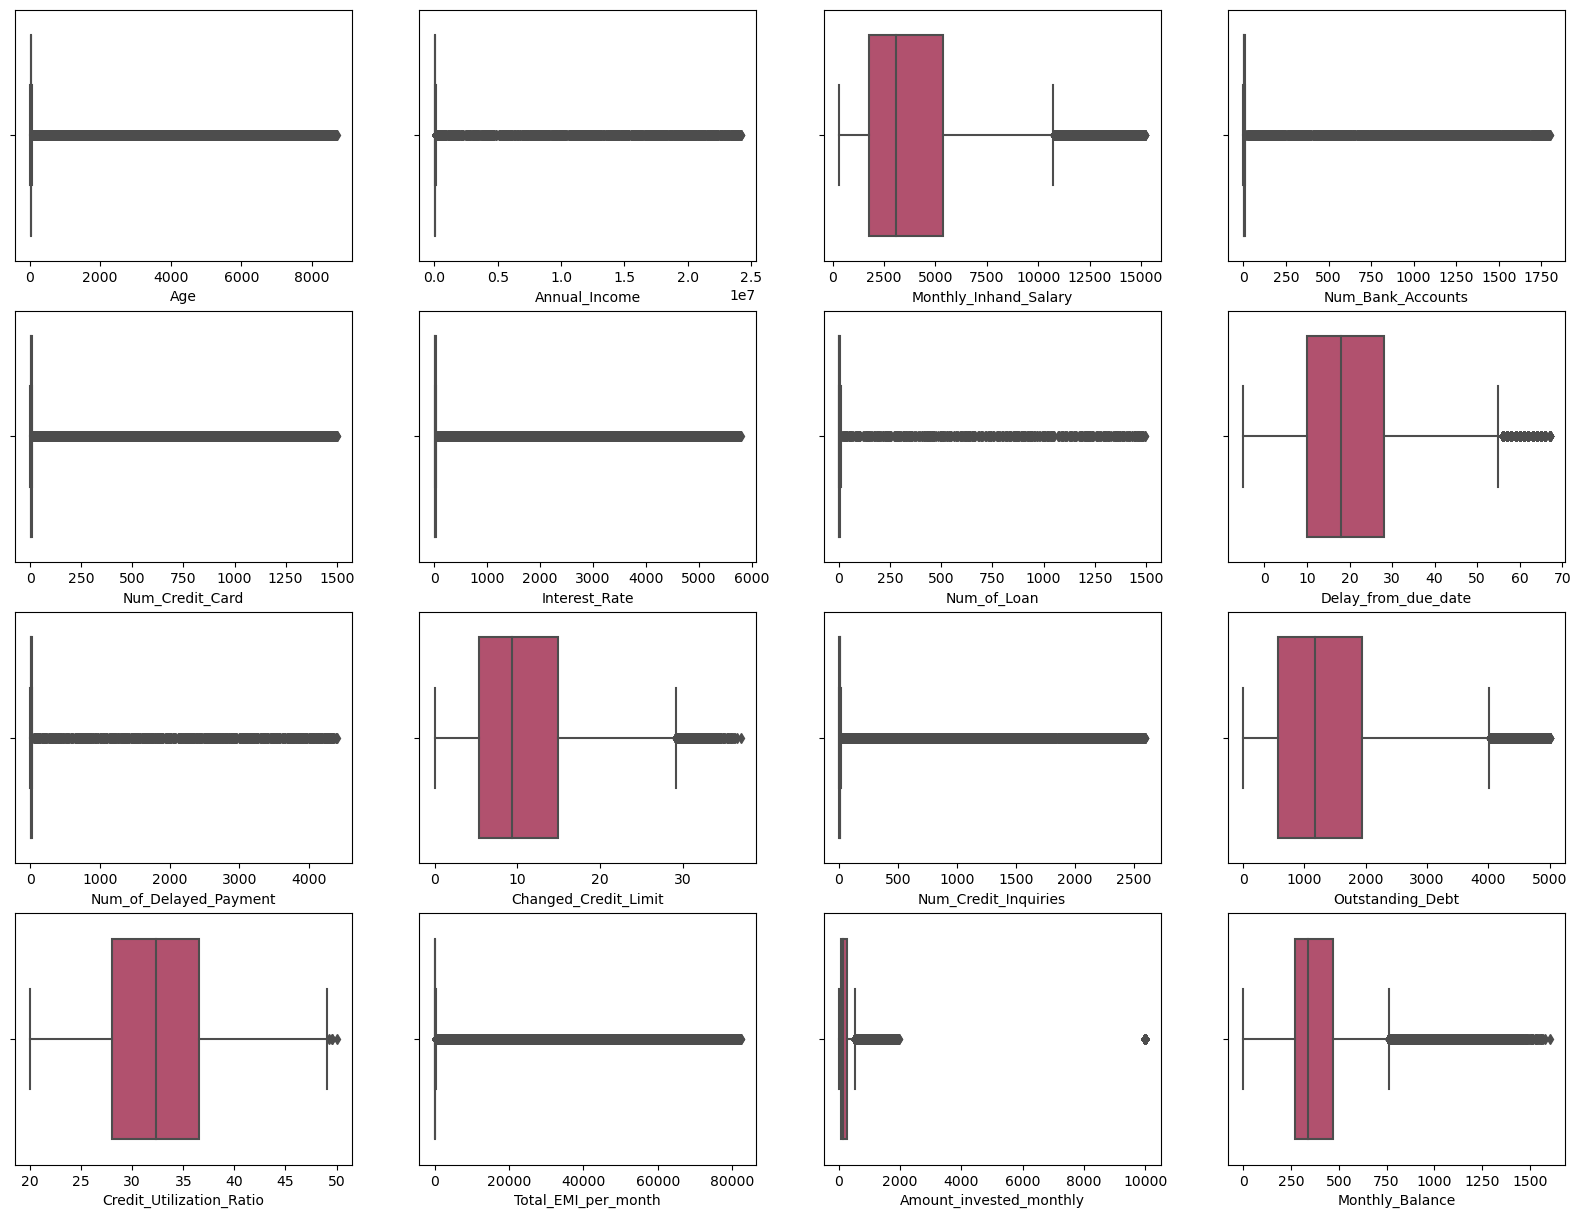 0 2000 4000 6000 8000
Age
0.0 0.5 1.0 1.5 2.0 2.5
1e7
Annual_Income
0 2500 5000 7500 10000 12500 15000
Monthly_Inhand_Salary
0 250 500 750 1000 1250 1500 1750
Num_Bank_Accounts
0 250 500 750 1000 1250 1500
Num_Credit_Card
0 1000 2000 3000 4000 5000 6000
Interest_Rate
0 250 500 750 1000 1250 1500
Num_of_Loan
0 10 20 30 40 50 60 70
Delay_from_due_date
0 1000 2000 3000 4000
Num_of_Delayed_Payment
0 10 20 30
Changed_Credit_Limit
0 500 1000 1500 2000 2500
Num_Credit_Inquiries
0 1000 2000 3000 4000 5000
Outstanding_Debt
20 25 30 35 40 45 50
Credit_Utilization_Ratio
0 20000 40000 60000 80000
Total_EMI_per_month
0 2000 4000 6000 8000 10000
Amount_invested_monthly
0 250 500 750 1000 1250 1500
Monthly_Balance